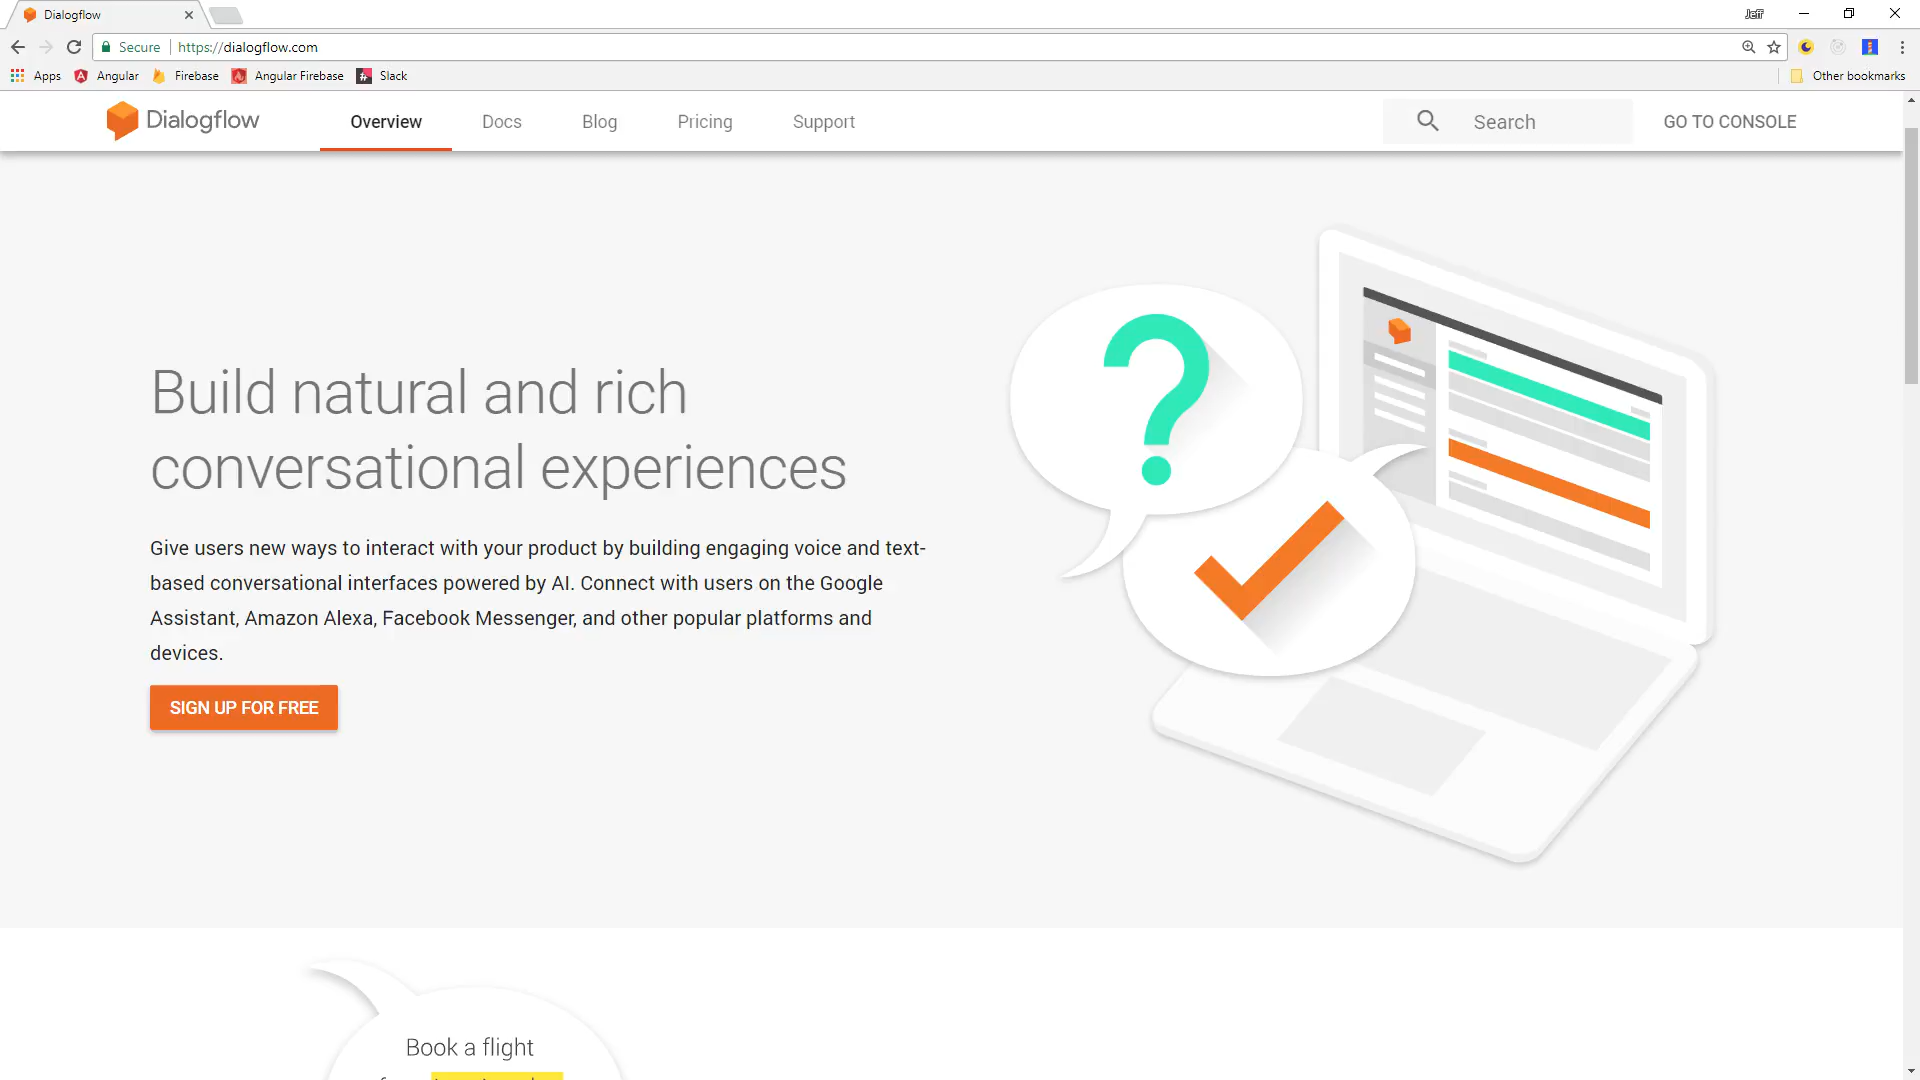 Dialogflow
Jeff
Secure https://dialogflow.com
Apps Angular Firebase Angular Firebase Slack Other bookmarks
Dialogflow Overview Docs Blog Pricing Support Search GO TO CONSOLE
Build natural and rich
conversational experiences
Give users new ways to interact with your product by building engaging voice and text-
based conversational interfaces powered by AI. Connect with users on the Google
Assistant, Amazon Alexa, Facebook Messenger, and other popular platforms and
devices.
SIGN UP FOR FREE
Book a flight